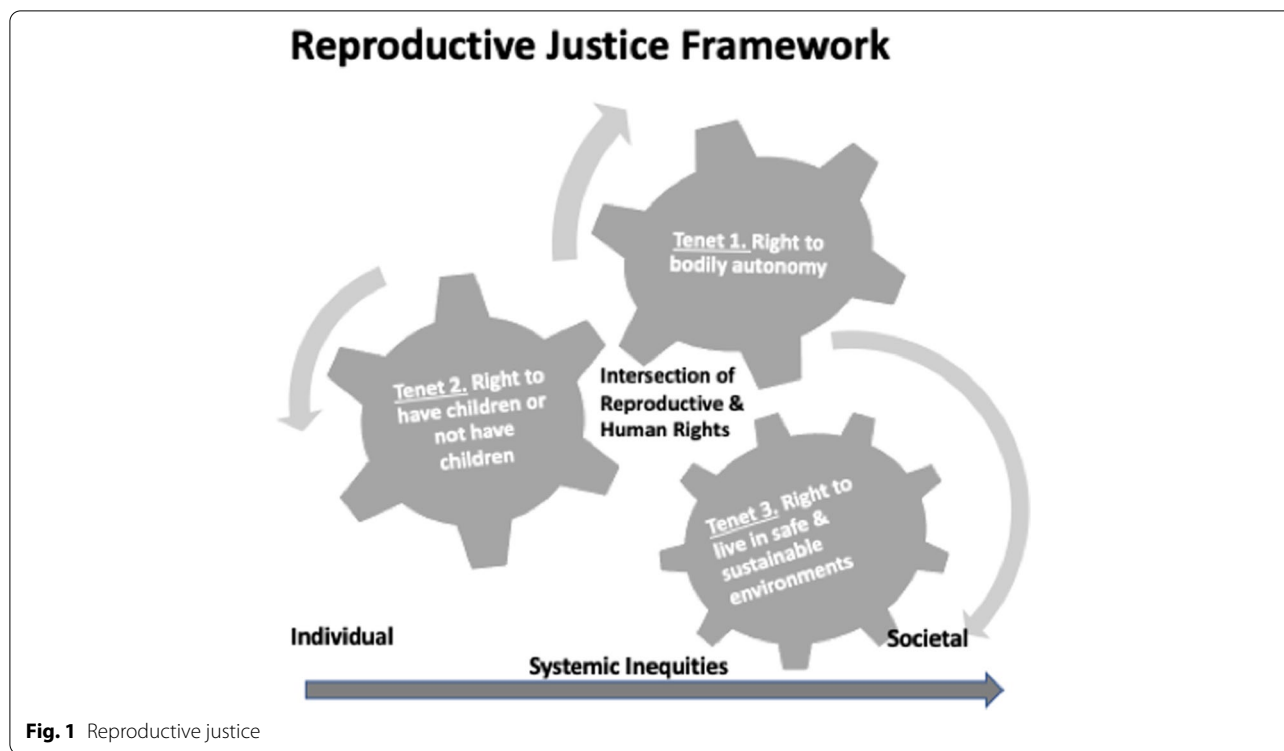 Reproductive Justice Framework
Tenet 1. Right to
bodily autonomy
Tenet 2. Right to
have children or
not have
children
Intersection of
Reproductive &
Human Rights
Tenet 3. Right to
live in safe &
sustainable
environments
Individual
Societal
Systemic Inequities
Fig. 1 Reproductive justice